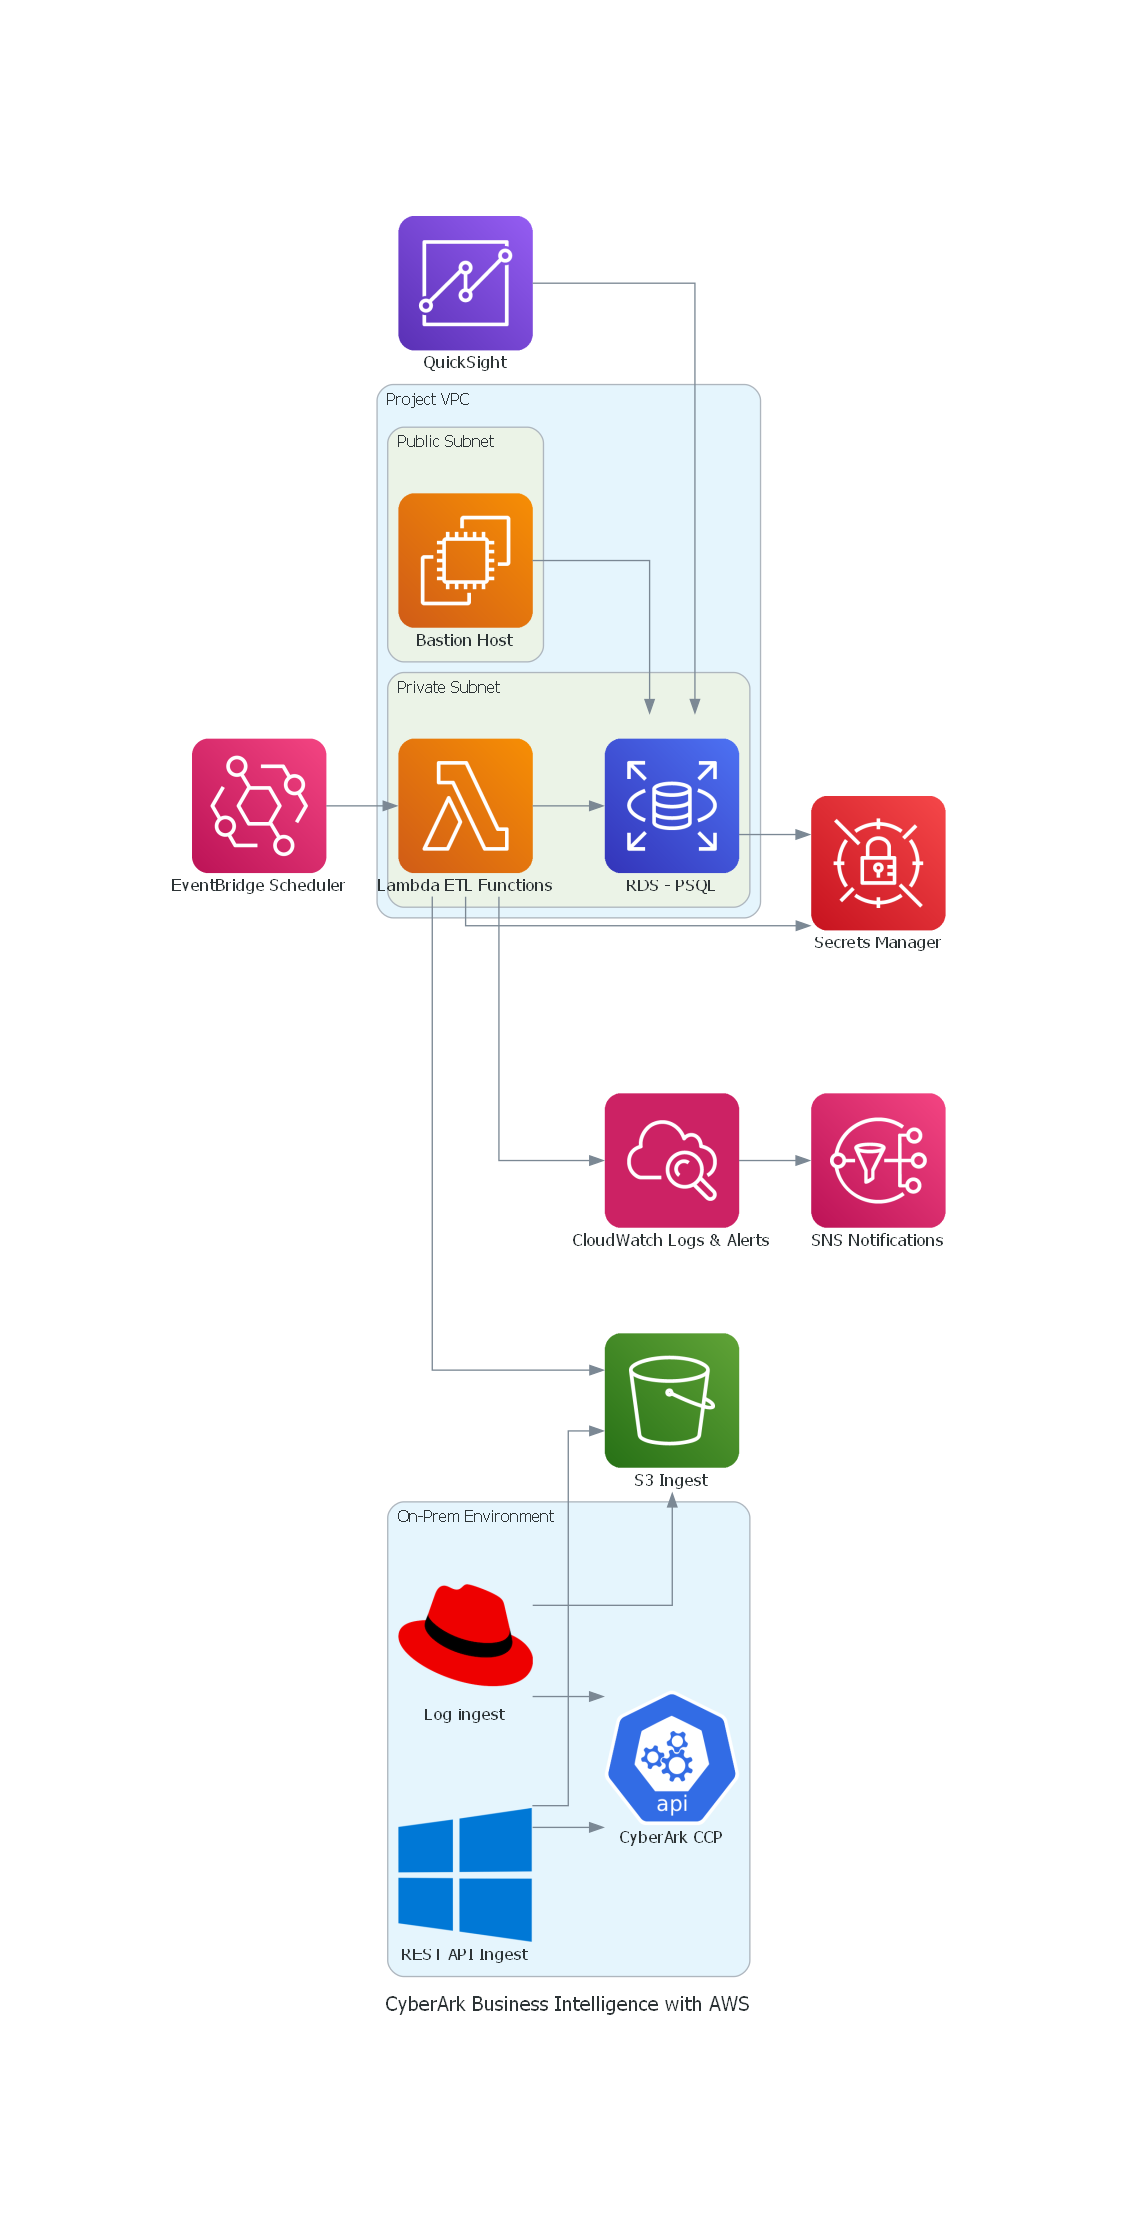 QuickSight
Project VPC
Public Subnet
Bastion Host
Private Subnet
EventBridge Scheduler
Lambda ETL Functions
RDS - PSQL
Secrets Manager
CloudWatch Logs & Alerts
SNS Notifications
S3 Ingest
On-Prem Environment
Log ingest
api
CyberArk CCP
REST API Ingest
CyberArk Business Intelligence with AWS